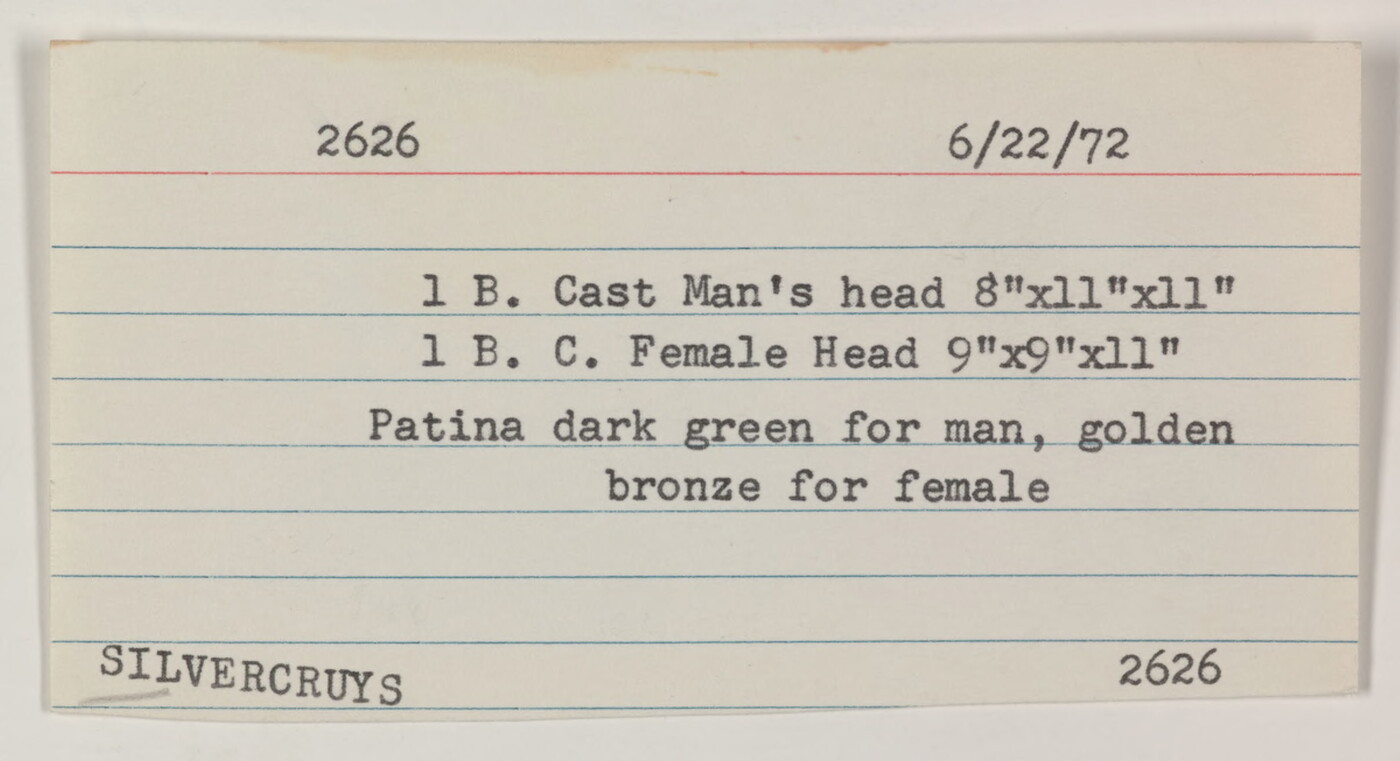 2626 6/22/72
1 B. Cast Man's head 8"x11"x11"
1 B. C. Female Head 9"x9"x11"
Patina dark green for man, golden
bronze for female
SILVERCRUYS 2626